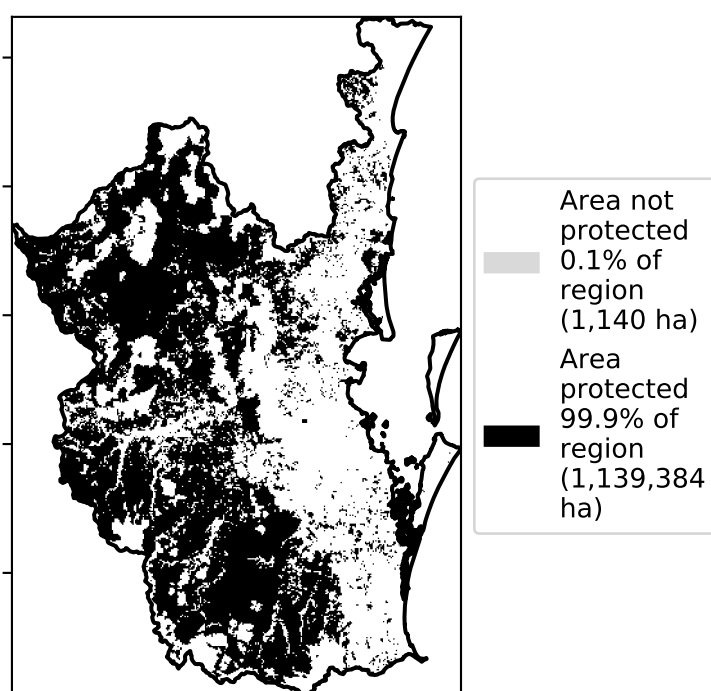 Area not
protected
0.1% of
region
(1,140 ha)
Area
protected
99.9% of
region
(1,139,384
ha)